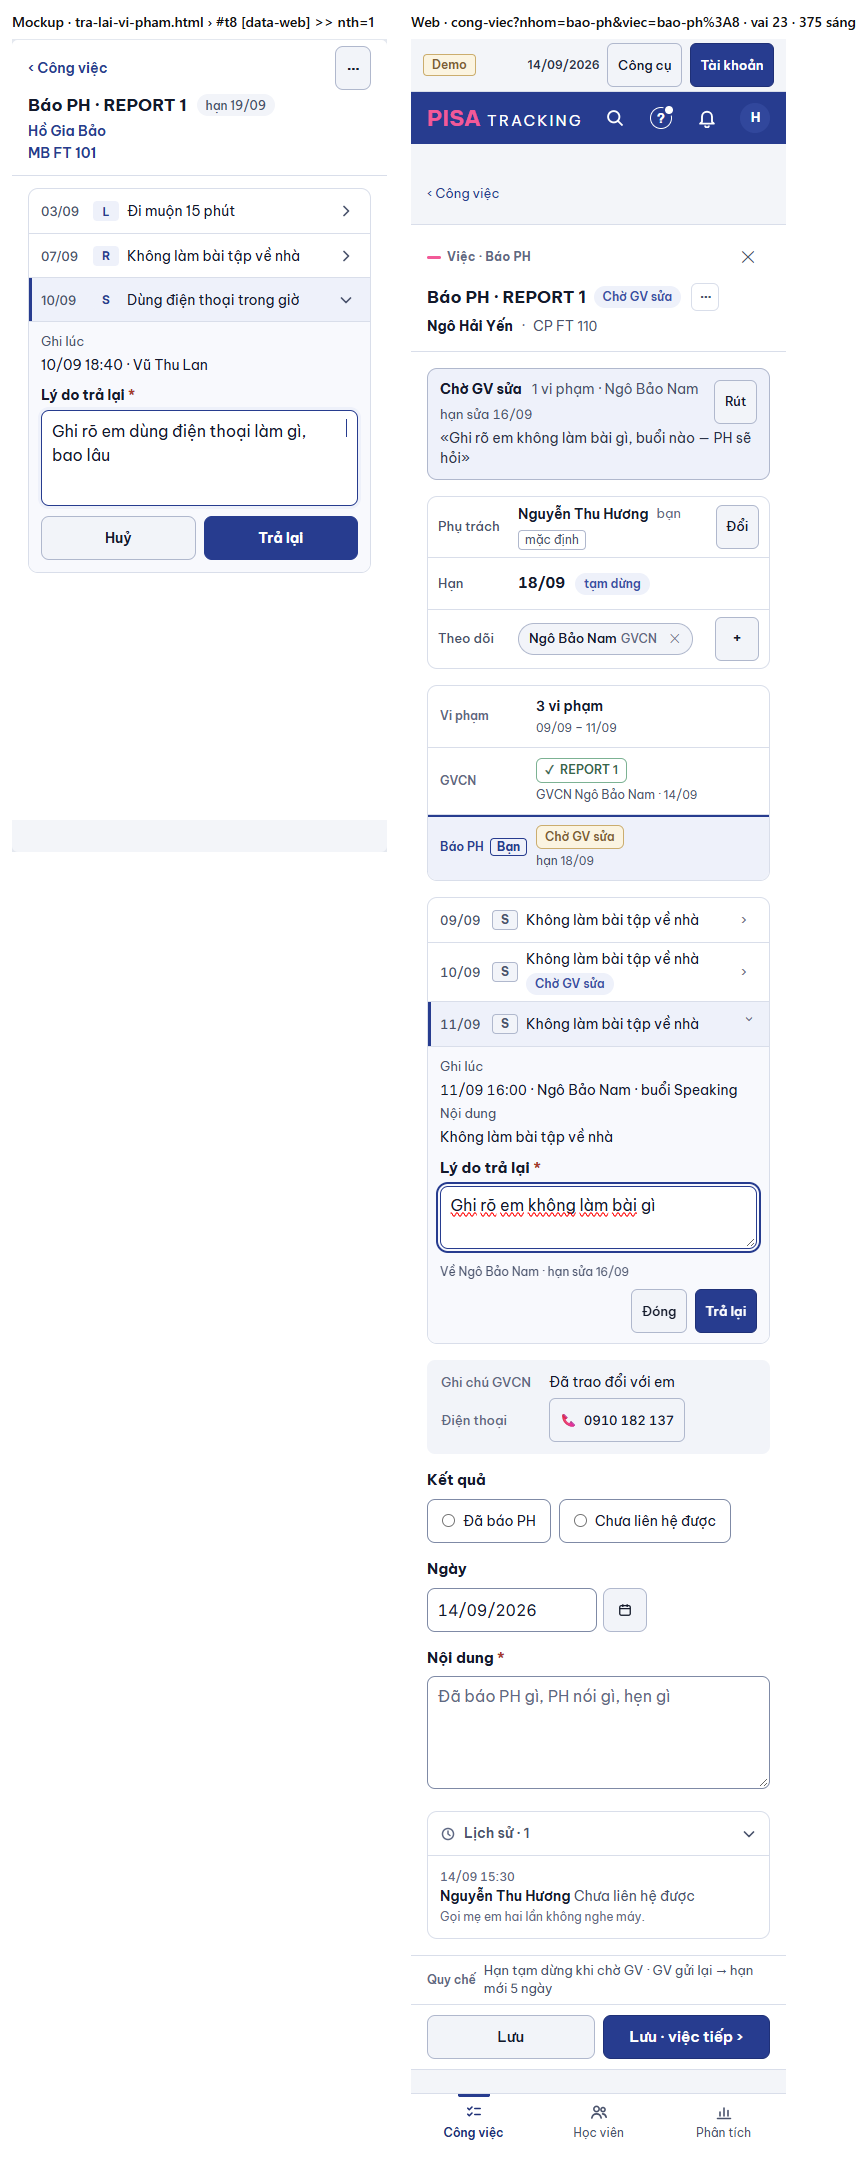 Mockup · tra-lai-vi-pham.html › #t8 [data-web] >> nth=1
‹ Công việc
...
Báo PH · REPORT 1 hạn 19/09
Hồ Gia Bảo
MB FT 101
03/09 L Đi muộn 15 phút
07/09 R Không làm bài tập về nhà
10/09 S Dùng điện thoại trong giờ
Ghi lúc
10/09 18:40 · Vũ Thu Lan
Lý do trả lại *
Ghi rõ em dùng điện thoại làm gì,
bao lâu
Huỷ Trả lại
Web · cong-viec?nhom=bao-ph&viec=bao-ph%3A8 · vai 23 · 375 sáng
Demo 14/09/2026 Công cụ Tài khoản
PISA TRACKING ? H
‹ Công việc
Việc · Báo PH
Báo PH · REPORT 1 Chờ GV sửa ...
Ngô Hải Yến · CP FT 110
Chờ GV sửa 1 vi phạm · Ngô Bảo Nam
hạn sửa 16/09
Rút
«Ghi rõ em không làm bài gì, buổi nào — PH sẽ
hỏi»
Phụ trách Nguyễn Thu Hương bạn
mặc định
Đổi
Hạn 18/09 tạm dừng
Theo dõi Ngô Bảo Nam GVCN × +
Vi phạm 3 vi phạm
09/09 – 11/09
GVCN ✓ REPORT 1
GVCN Ngô Bảo Nam · 14/09
Báo PH Bạn Chờ GV sửa
hạn 18/09
09/09 S Không làm bài tập về nhà ›
10/09 S Không làm bài tập về nhà ›
Chờ GV sửa
11/09 S Không làm bài tập về nhà
Ghi lúc
11/09 16:00 · Ngô Bảo Nam · buổi Speaking
Nội dung
Không làm bài tập về nhà
Lý do trả lại *
Ghi rõ em không làm bài gì
Về Ngô Bảo Nam · hạn sửa 16/09
Đóng Trả lại
Ghi chú GVCN Đã trao đổi với em
Điện thoại 0910 182 137
Kết quả
Đã báo PH Chưa liên hệ được
Ngày
14/09/2026
Nội dung *
Đã báo PH gì, PH nói gì, hẹn gì
Lịch sử · 1
14/09 15:30
Nguyễn Thu Hương Chưa liên hệ được
Gọi mẹ em hai lần không nghe máy.
Quy chế Hạn tạm dừng khi chờ GV · GV gửi lại → hạn
mới 5 ngày
Lưu Lưu · việc tiếp ›
Công việc Học viên Phân tích